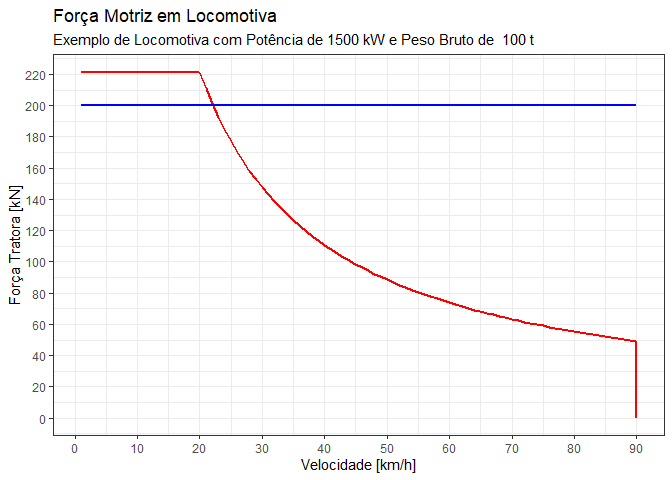 Força Motriz em Locomotiva
Exemplo de Locomotiva com Potência de 1500 kW e Peso Bruto de  100 t
Força Tratora [kN]
220
200
180
160
140
120
100
80
60
40
20
0
0 10 20 30 40 50 60 70 80 90
Velocidade [km/h]